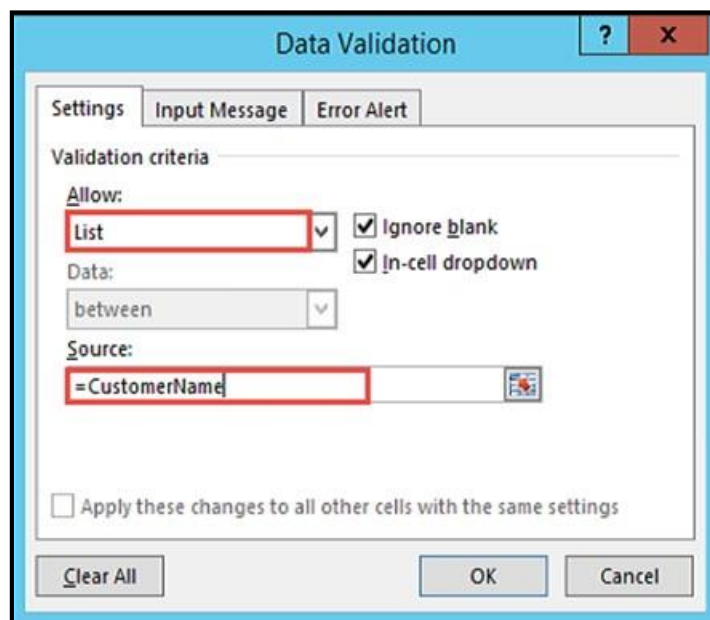 Data Validation ? x
Settings Input Message Error Alert
Validation criteria
Allow:
List Ignore blank
In-cell dropdown
Data:
between
Source:
=CustomerName
Apply these changes to all other cells with the same settings
Clear All OK Cancel